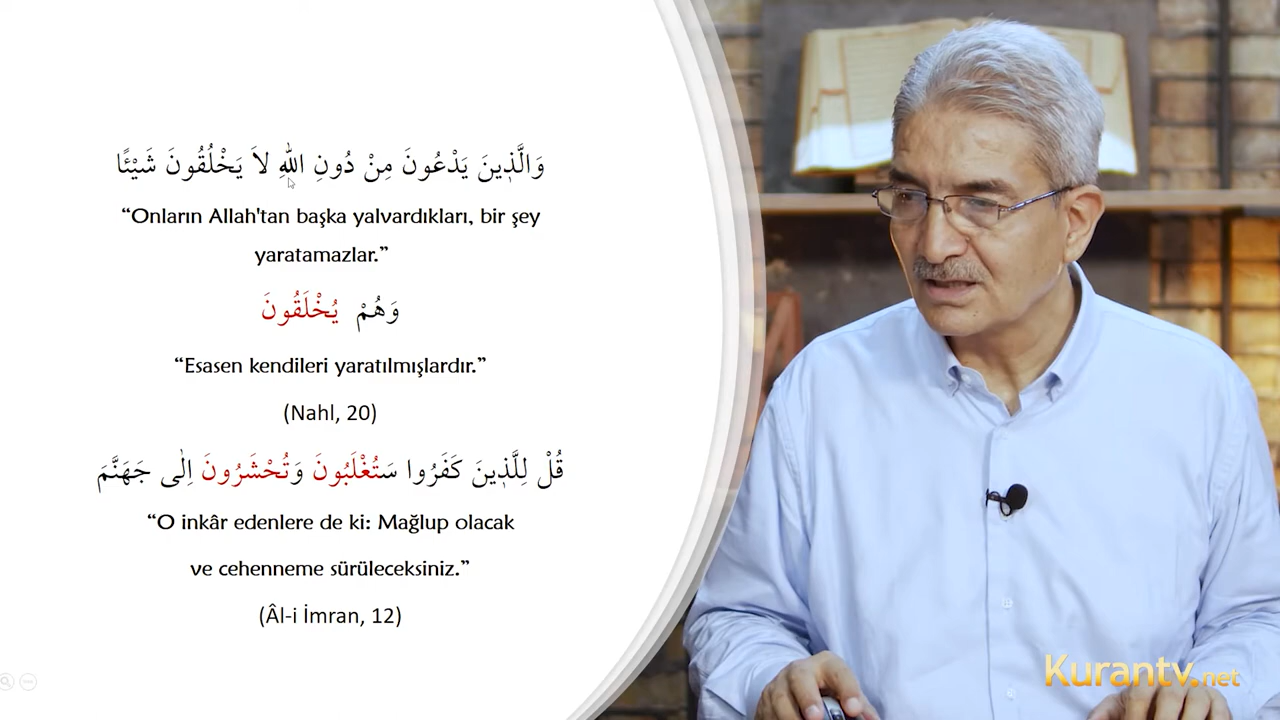 وَالَّذ۪ينَ يَدْعُونَ مِنْ دُونِ اللّٰهِ لاَ يَخْلُقُونَ شَيْئًا
“Onların Allah'tan başka yalvardıkları, bir şey
yaratamazlar.”
وَهُمْ يُخْلَقُونَ
“Esasen kendileri yaratılmışlardır.”
(Nahl, 20)
قُلْ لِلَّذ۪ينَ كَفَرُوا سَتُغْلَبُونَ وَتُحْشَرُونَ اِلٰى جَهَنَّمَ
“O inkâr edenlere de ki: Mağlup olacak
ve cehenneme sürüleceksiniz.”
(Âl-i İmran, 12)
Kurantv.net